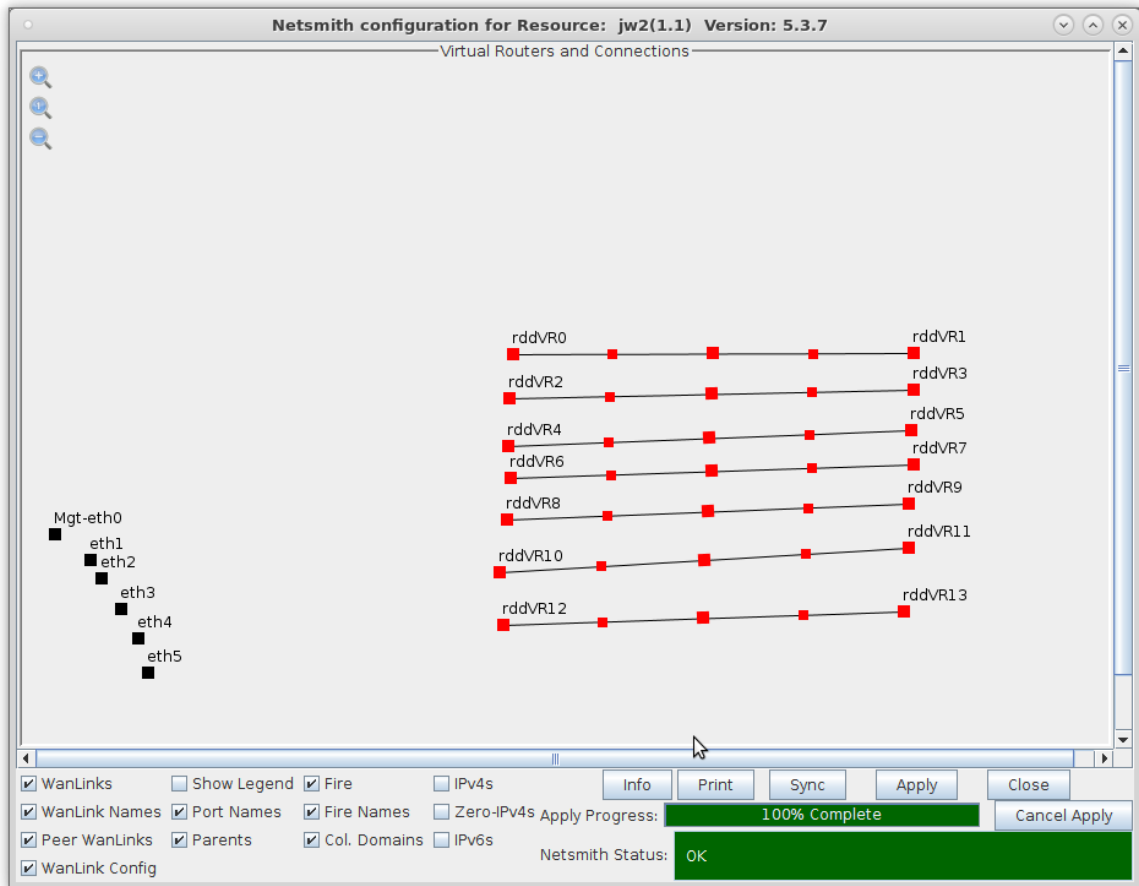 Netsmith configuration for Resource:  jw2(1.1)  Version: 5.3.7
Virtual Routers and Connections
rddVR0
rddVR1
rddVR2
rddVR3
rddVR4
rddVR5
rddVR6
rddVR7
rddVR8
rddVR9
rddVR10
rddVR11
rddVR12
rddVR13
Mgt-eth0
eth1
eth2
eth3
eth4
eth5
WanLinks Show Legend Fire IPv4s Info Print Sync Apply Close
WanLink Names Port Names Fire Names Zero-IPv4s Apply Progress: 100% Complete Cancel Apply
Peer WanLinks Parents Col. Domains IPv6s Netsmith Status: OK
WanLink Config